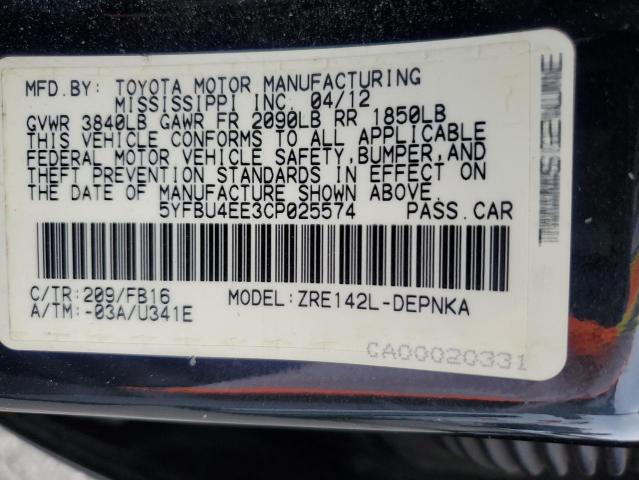 MFD.BY: TOYOTA MOTOR MANUFACTURING
MISSISSIPPI INC. 04/12
GVWR 3840LB GAWR FR 2090LB RR 1850LB
THIS VEHICLE CONFORMS TO ALL APPLICABLE
FEDERAL MOTOR VEHICLE SAFETY,BUMPER,AND
THEFT PREVENTION STANDARDS IN EFFECT ON
THE DATE OF MANUFACTURE SHOWN ABOVE.
5YFBU4EE3CP025574 PASS.CAR
C/TR:209/FB16 MODEL:ZRE142L-DEPNKA
A/TM:-03A/U341E
CA00020331
GENUINE